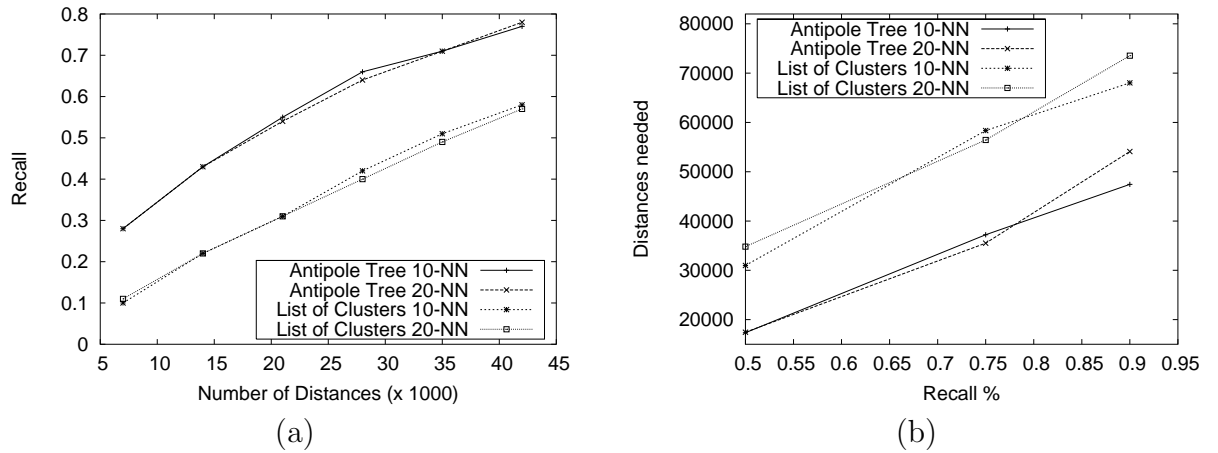 0.8
0.7
0.6
0.5
0.4
0.3
0.2
0.1
0
Recall
Antipole Tree 10-NN
Antipole Tree 20-NN
List of Clusters 10-NN
List of Clusters 20-NN
5 10 15 20 25 30 35 40 45
Number of Distances (x 1000)
(a)
80000
70000
60000
50000
40000
30000
20000
Distances needed
Antipole Tree 10-NN
Antipole Tree 20-NN
List of Clusters 10-NN
List of Clusters 20-NN
0.5 0.55 0.6 0.65 0.7 0.75 0.8 0.85 0.9 0.95
Recall %
(b)